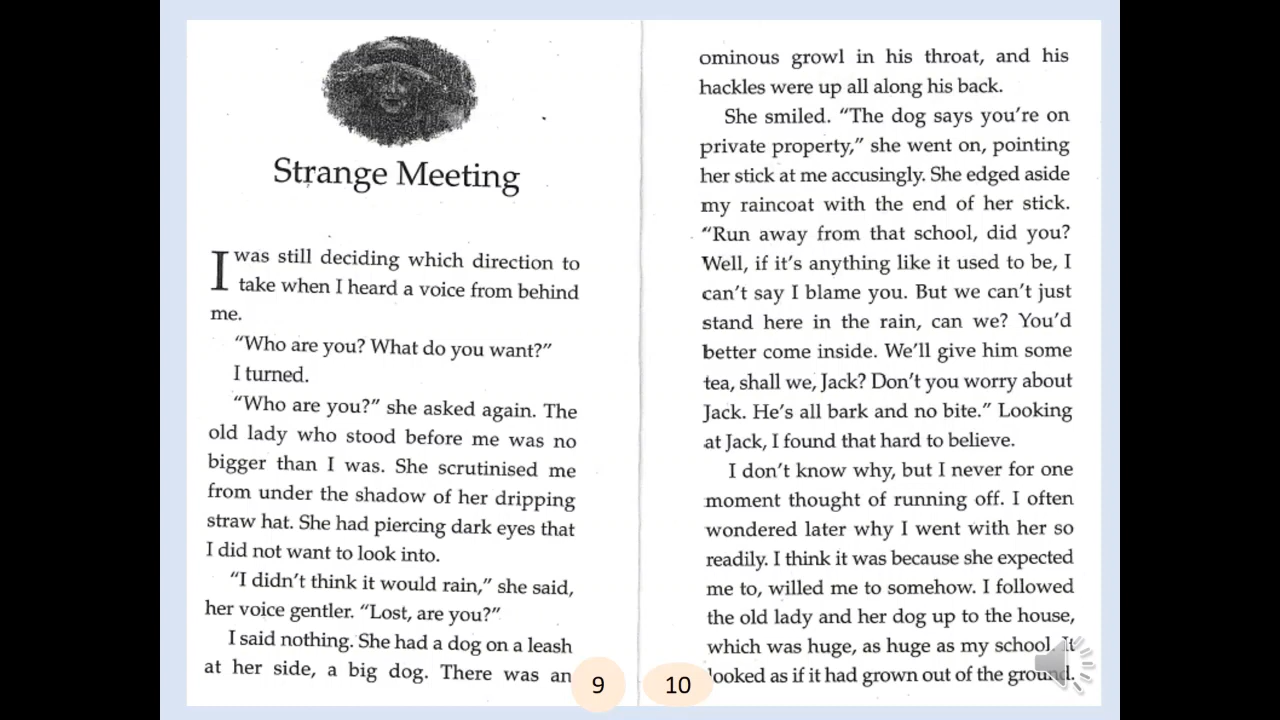 Strange Meeting
I was still deciding which direction to
take when I heard a voice from behind
me.
“Who are you? What do you want?”
I turned.
“Who are you?” she asked again. The
old lady who stood before me was no
bigger than I was. She scrutinised me
from under the shadow of her dripping
straw hat. She had piercing dark eyes that
I did not want to look into.
“I didn’t think it would rain,” she said,
her voice gentler. “Lost, are you?”
I said nothing. She had a dog on a leash
at her side, a big dog. There was an
9
ominous growl in his throat, and his
hackles were up all along his back.
She smiled. “The dog says you’re on
private property,” she went on, pointing
her stick at me accusingly. She edged aside
my raincoat with the end of her stick.
“Run away from that school, did you?
Well, if it’s anything like it used to be, I
can’t say I blame you. But we can’t just
stand here in the rain, can we? You’d
better come inside. We’ll give him some
tea, shall we, Jack? Don’t you worry about
Jack. He’s all bark and no bite.” Looking
at Jack, I found that hard to believe.
I don’t know why, but I never for one
moment thought of running off. I often
wondered later why I went with her so
readily. I think it was because she expected
me to, willed me to somehow. I followed
the old lady and her dog up to the house,
which was huge, as huge as my school. It
looked as if it had grown out of the ground.
10